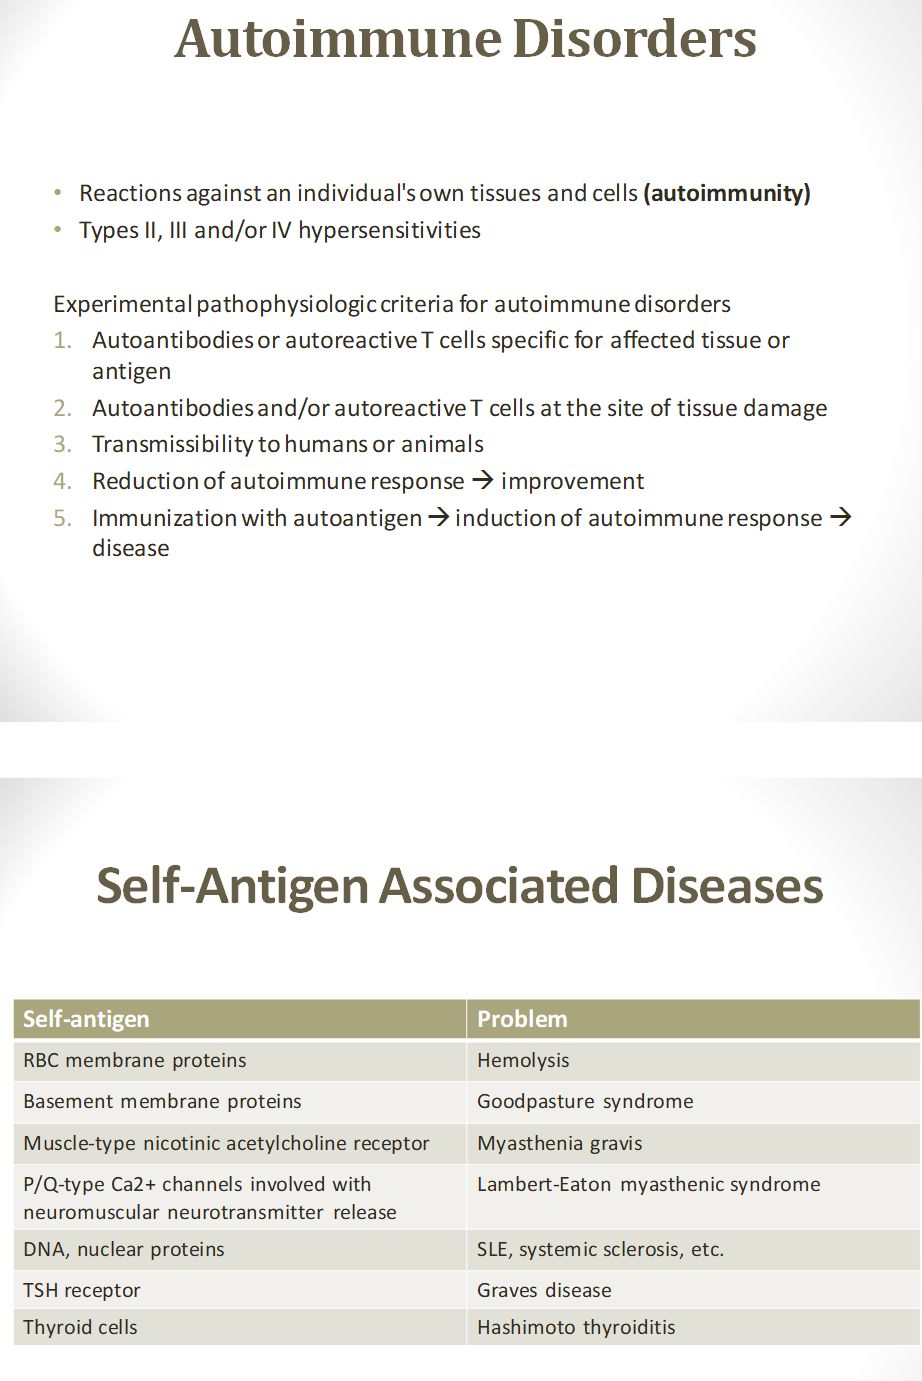 Autoimmune Disorders
• Reactions against an individual's own tissues and cells (autoimmunity)
• Types II, III and/or IV hypersensitivities
Experimental pathophysiologic criteria for autoimmune disorders
1. Autoantibodies or autoreactive T cells specific for affected tissue or
antigen
2. Autoantibodies and/or autoreactive T cells at the site of tissue damage
3. Transmissibility to humans or animals
4. Reduction of autoimmune response → improvement
5. Immunization with autoantigen → induction of autoimmune response →
disease
Self-Antigen Associated Diseases
Self-antigen Problem
RBC membrane proteins Hemolysis
Basement membrane proteins Goodpasture syndrome
Muscle-type nicotinic acetylcholine receptor Myasthenia gravis
P/Q-type Ca2+ channels involved with Lambert-Eaton myasthenic syndrome
neuromuscular neurotransmitter release
DNA, nuclear proteins SLE, systemic sclerosis, etc.
TSH receptor Graves disease
Thyroid cells Hashimoto thyroiditis